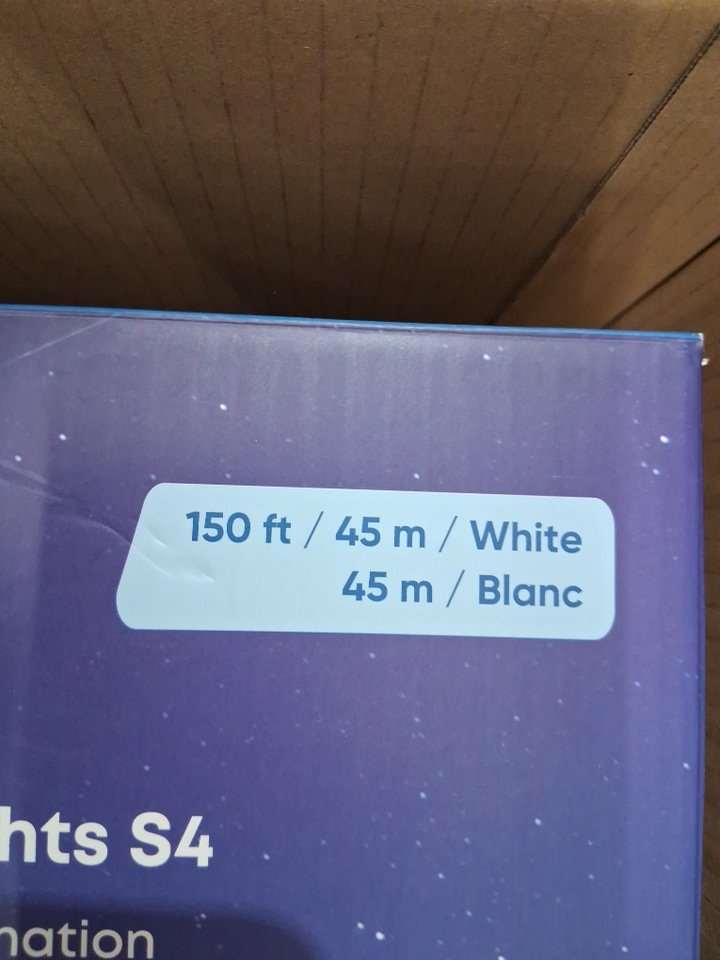 150 ft / 45 m / White
45 m / Blanc
hts S4
nation